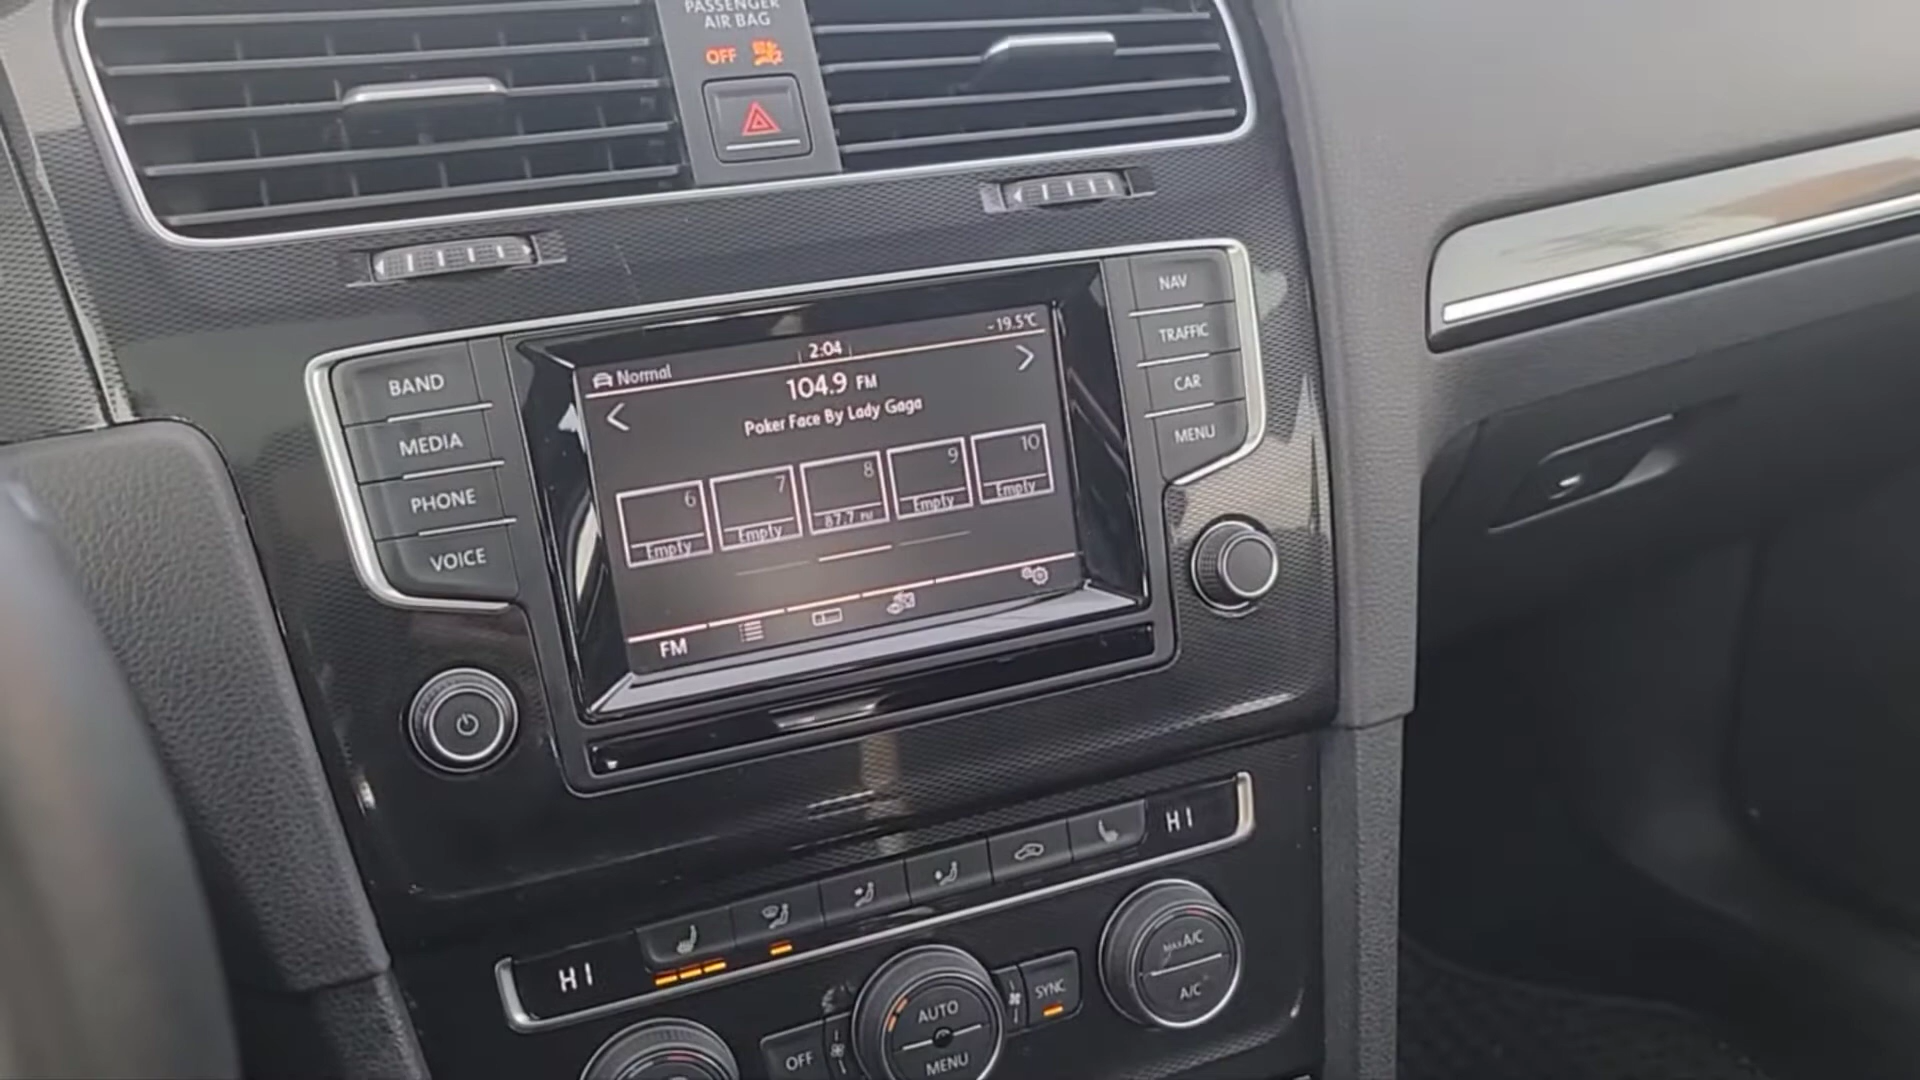 PASSENGER
AIR BAG
OFF
NAV
TRAFFIC
CAR
MENU
BAND
MEDIA
PHONE
VOICE
-19.5°C
2:04
Normal
104.9 FM
Poker Face By Lady Gaga
6 7 8 9 10
Empty Empty 87.7 FM Empty Empty
FM
HI
HI
MAX A/C
A/C
SYNC
AUTO
MENU
OFF